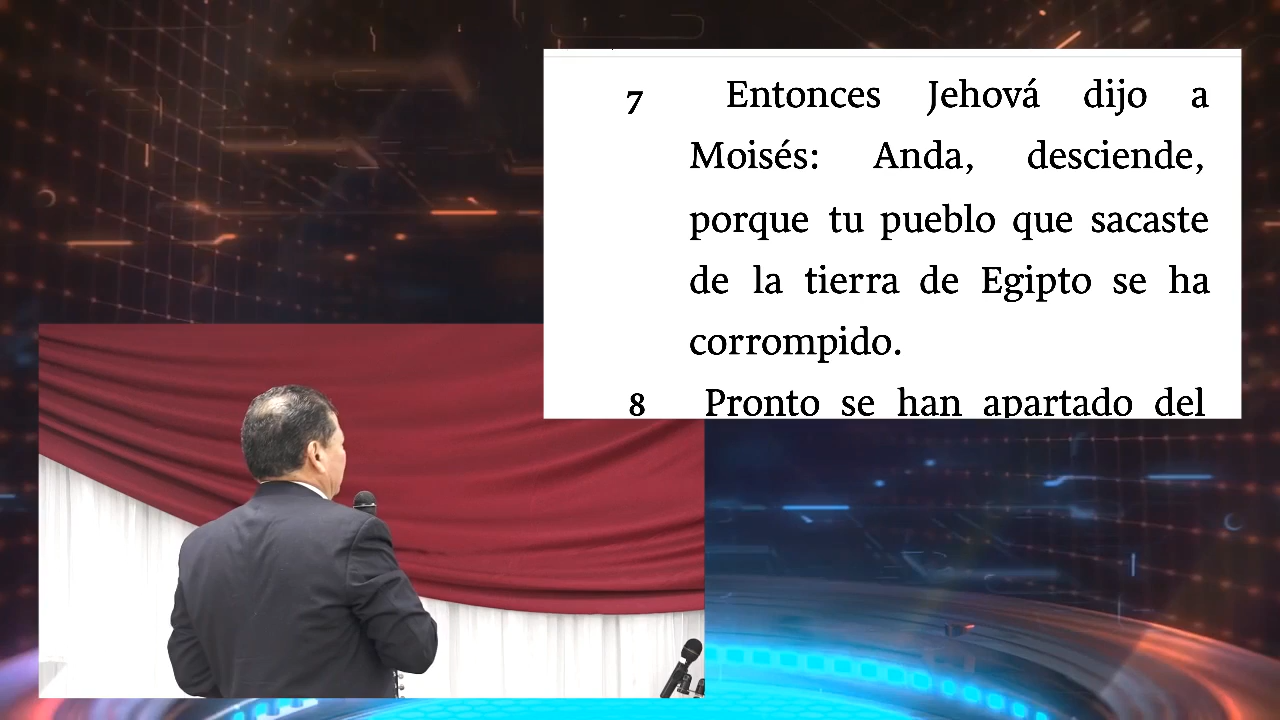 7 Entonces Jehová dijo a
Moisés: Anda, desciende,
porque tu pueblo que sacaste
de la tierra de Egipto se ha
corrompido.
8 Pronto se han apartado del